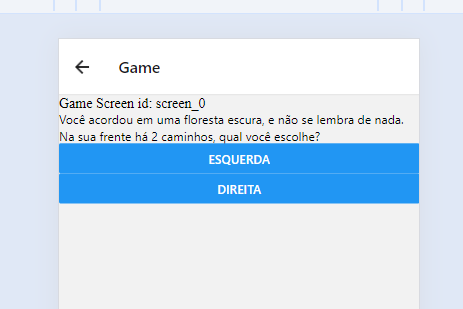 Game
Game Screen id: screen_0
Você acordou em uma floresta escura, e não se lembra de nada.
Na sua frente há 2 caminhos, qual você escolhe?
ESQUERDA
DIREITA